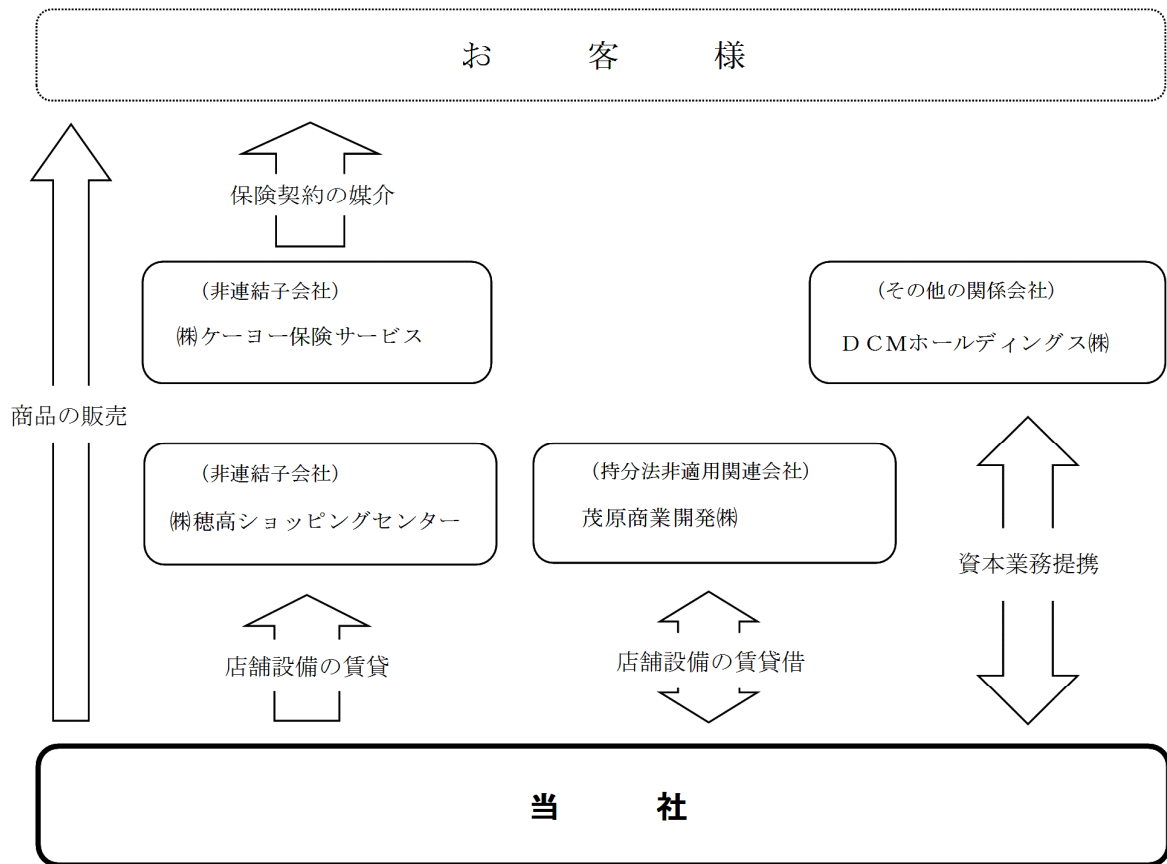 お客様
保険契約の媒介
（非連結子会社）
㈱ケーヨー保険サービス
（その他の関係会社）
ＤＣＭホールディングス㈱
商品の販売
（非連結子会社）
㈱穂高ショッピングセンター
（持分法非適用関連会社）
茂原商業開発㈱
資本業務提携
店舗設備の賃貸
店舗設備の賃貸借
当社